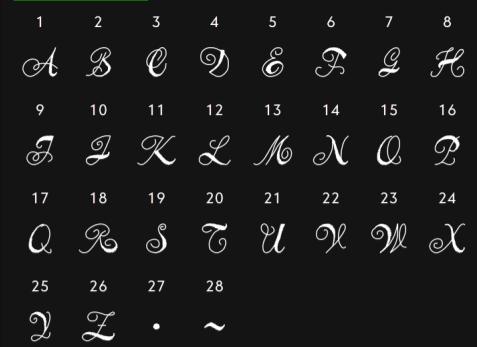 1 2 3 4 5 6 7 8
A B C D E F G H
9 10 11 12 13 14 15 16
I J K L M N O P
17 18 19 20 21 22 23 24
Q R S T U V W X
25 26 27 28
Y Z • ~